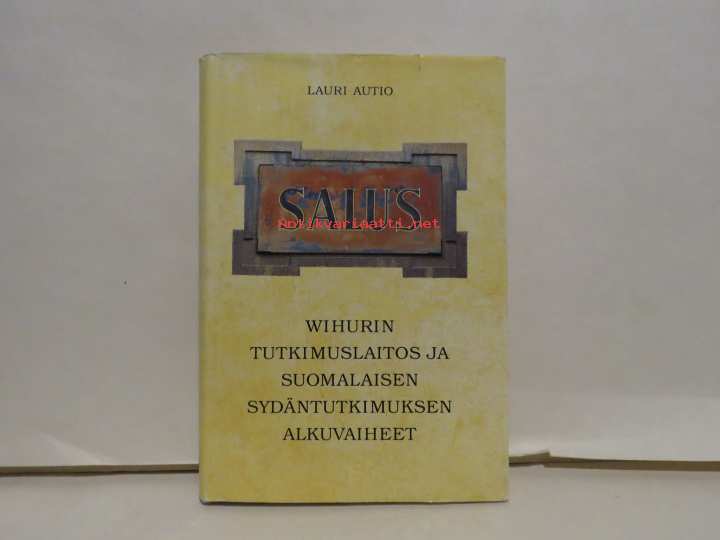 LAURI AUTIO
SALUS
Antikvariaatti.net
WIHURIN
TUTKIMUSLAITOS JA
SUOMALAISEN
SYDÄNTUTKIMUKSEN
ALKUVAIHEET